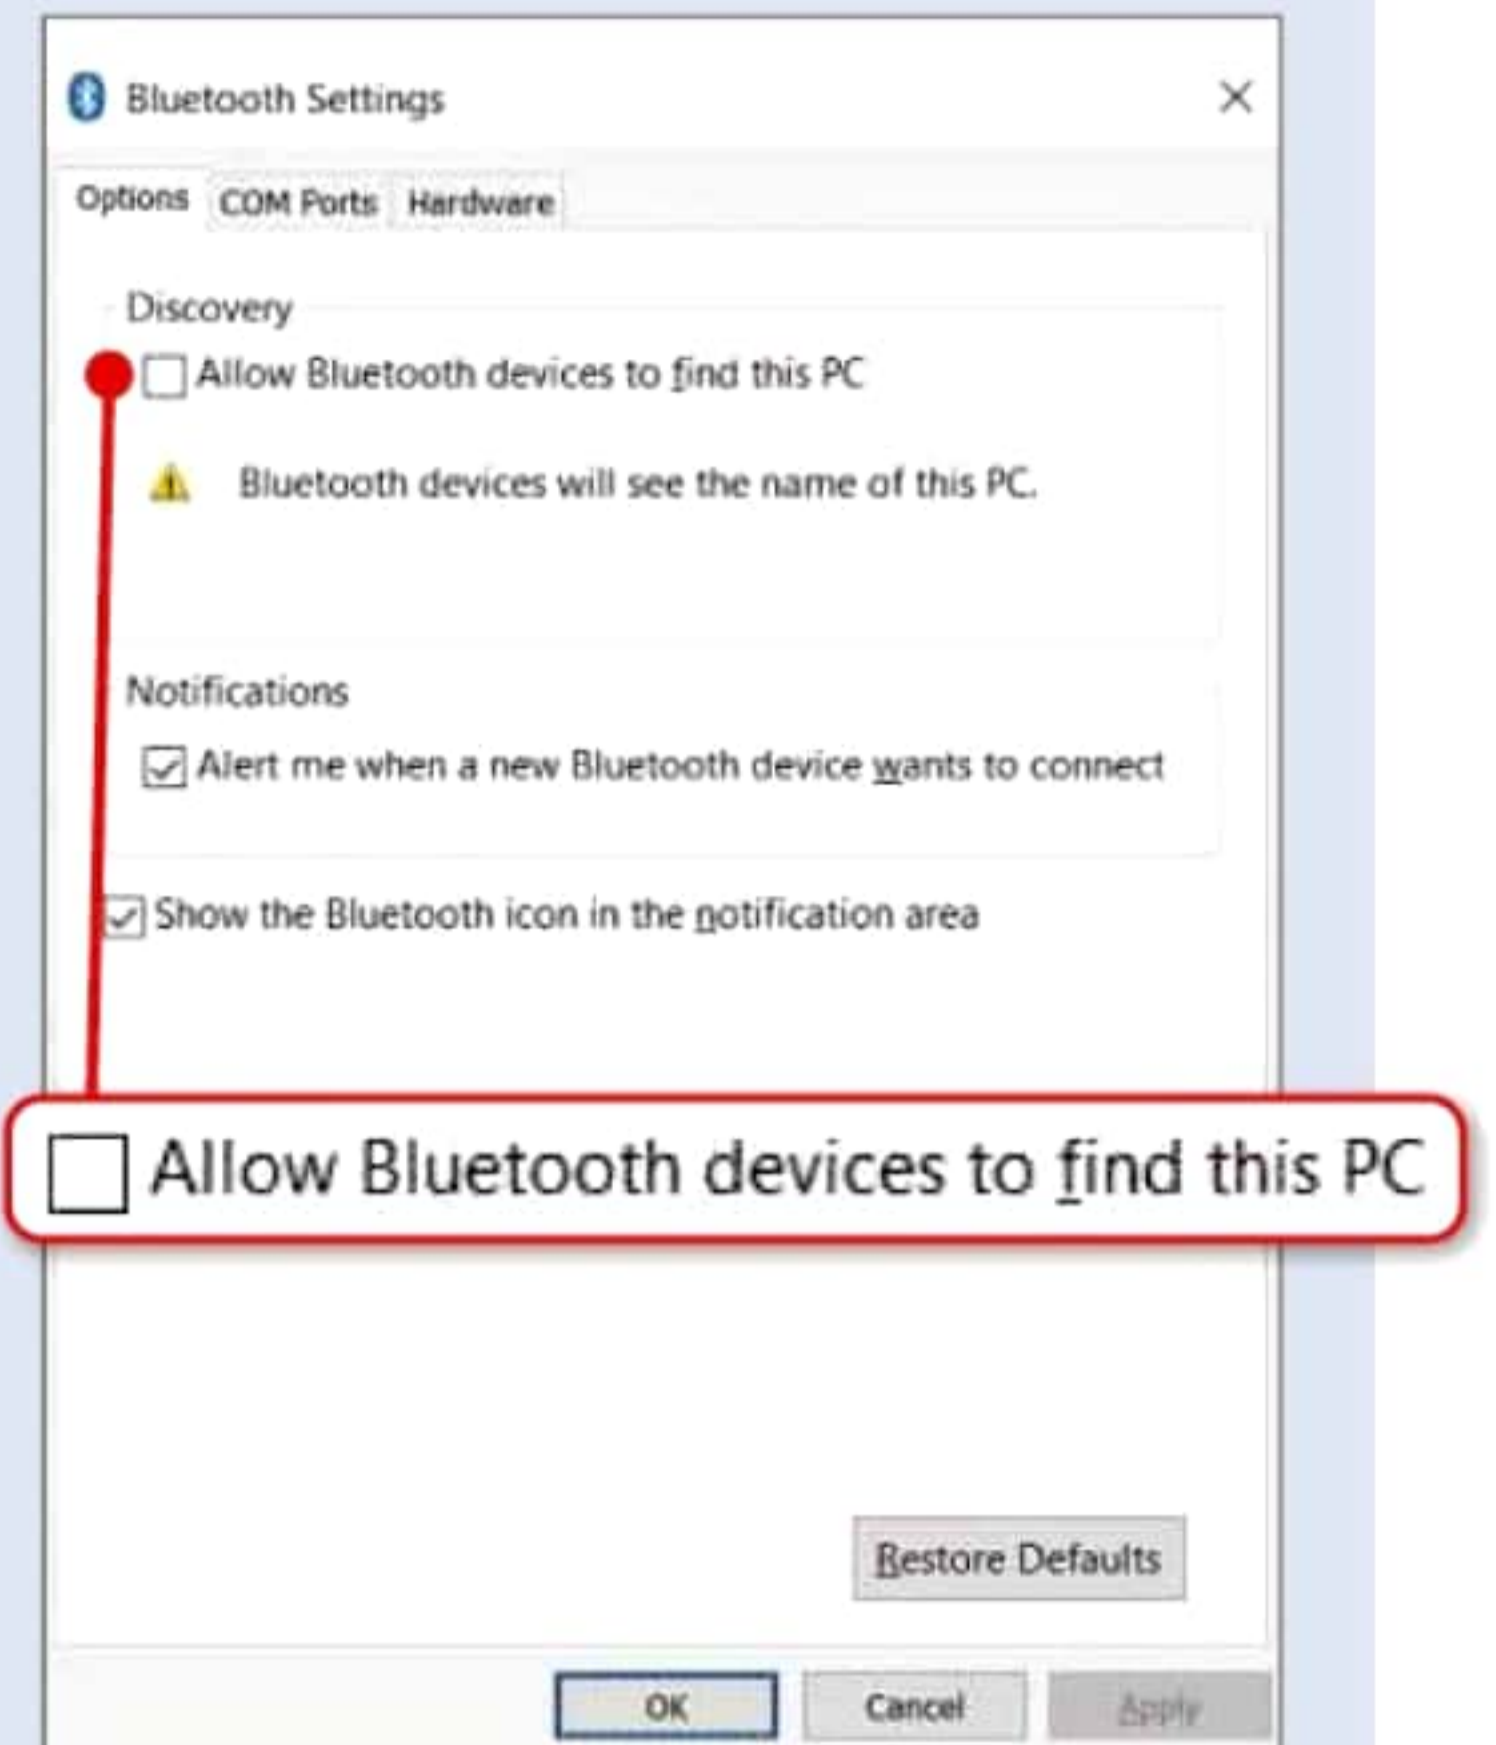 Bluetooth Settings
Options COM Ports Hardware
Discovery
Allow Bluetooth devices to find this PC
Bluetooth devices will see the name of this PC.
Notifications
Alert me when a new Bluetooth device wants to connect
Show the Bluetooth icon in the notification area
Allow Bluetooth devices to find this PC
Restore Defaults
OK Cancel Apply